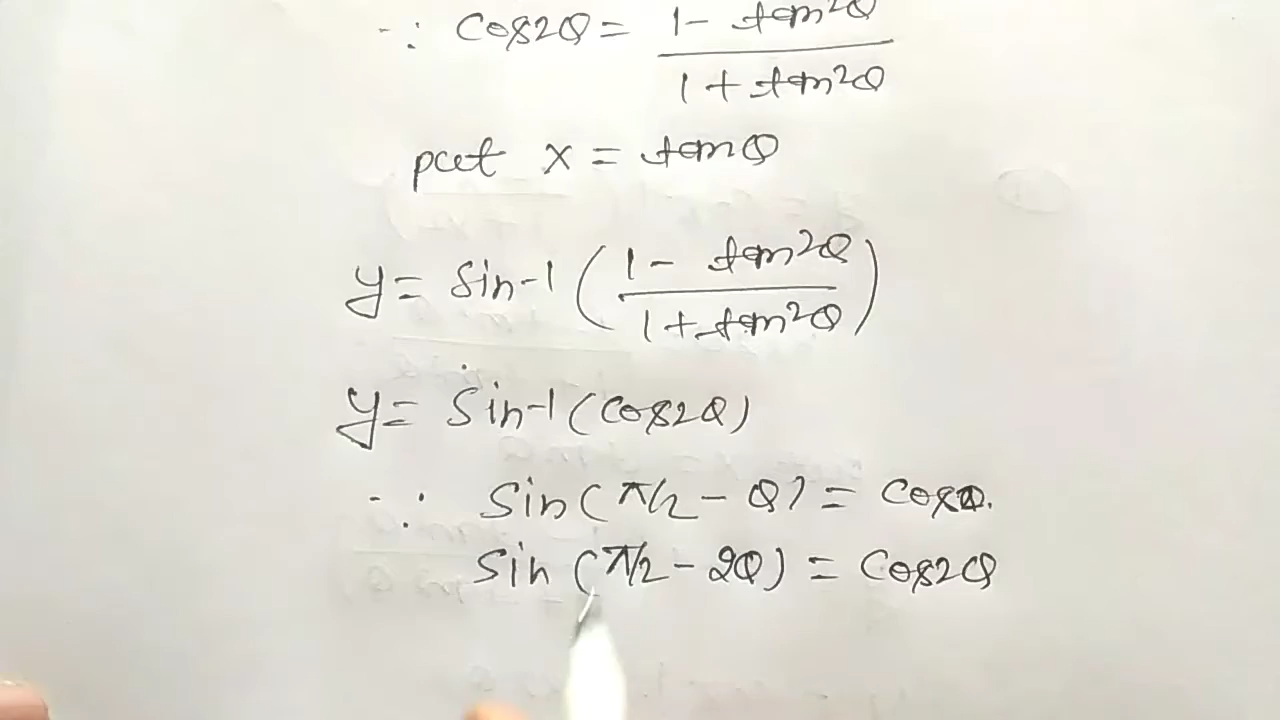 ∵ Cos2θ = 1 - tan²θ / 1 + tan²θ
put x = tanθ
y = Sin-1 ( 1 - tan²θ / 1 + tan²θ )
y = Sin-1 (Cos2θ)
∵ Sin(π/2 - θ) = Cosθ.
Sin (π/2 - 2θ) = Cos2θ